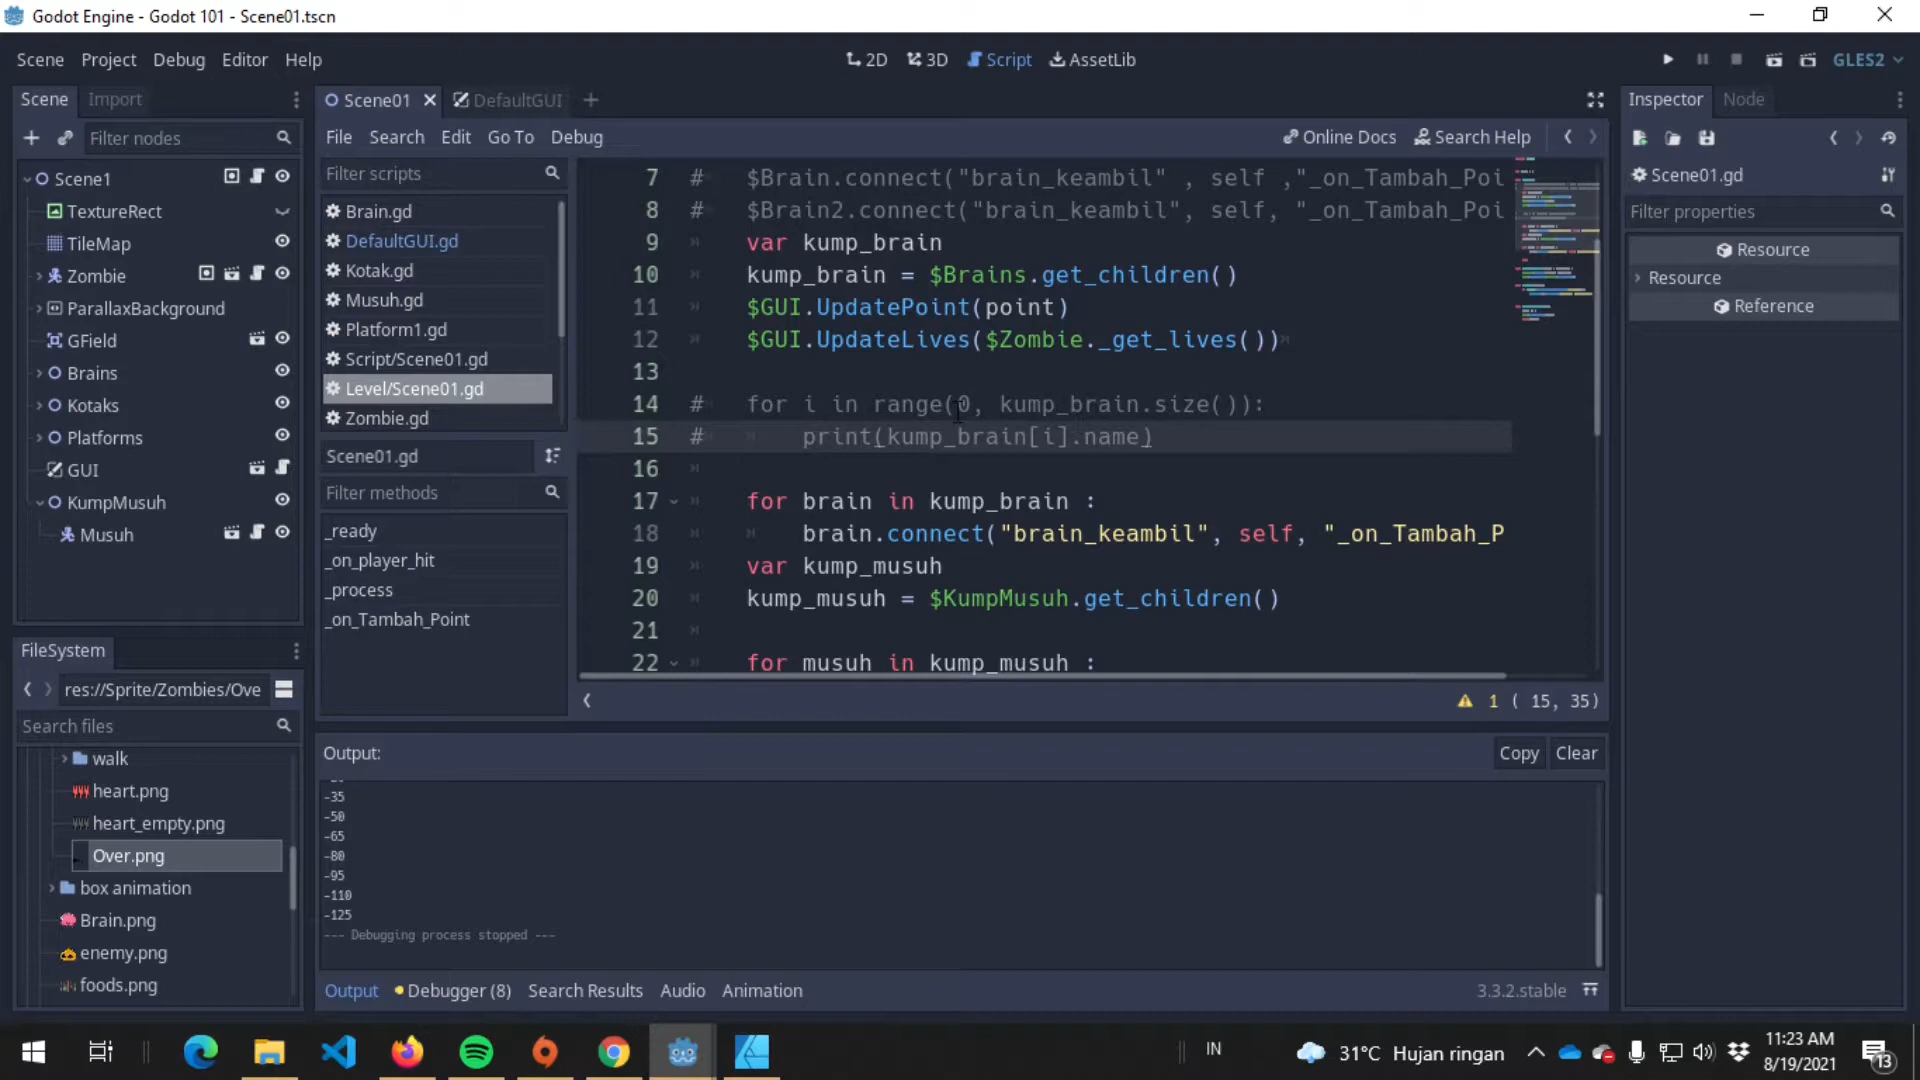 Godot Engine - Godot 101 - Scene01.tscn
Scene Project Debug Editor Help
2D 3D Script AssetLib
GLES2
Scene Import
Scene01 DefaultGUI
Inspector Node
Filter nodes
File Search Edit Go To Debug
Online Docs Search Help
Scene1
TextureRect
TileMap
Zombie
ParallaxBackground
GField
Brains
Kotaks
Platforms
GUI
KumpMusuh
Musuh
Filter scripts
Brain.gd
DefaultGUI.gd
Kotak.gd
Musuh.gd
Platform1.gd
Script/Scene01.gd
Level/Scene01.gd
Zombie.gd
Scene01.gd
Filter methods
_ready
_on_player_hit
_process
_on_Tambah_Point
7 # $Brain.connect("brain_keambil" , self ,"_on_Tambah_Poi
8 # $Brain2.connect("brain_keambil", self, "_on_Tambah_Poi
9 var kump_brain
10 kump_brain = $Brains.get_children()
11 $GUI.UpdatePoint(point)
12 $GUI.UpdateLives($Zombie._get_lives())
13
14 # for i in range(0, kump_brain.size()):
15 # print(kump_brain[i].name)
16
17 for brain in kump_brain :
18 brain.connect("brain_keambil", self, "_on_Tambah_P
19 var kump_musuh
20 kump_musuh = $KumpMusuh.get_children()
21
22 for musuh in kump_musuh :
1 ( 15, 35)
Scene01.gd
Filter properties
Resource
Resource
Reference
FileSystem
res://Sprite/Zombies/Ove
Search files
walk
heart.png
heart_empty.png
Over.png
box animation
Brain.png
enemy.png
foods.png
Output:
Copy Clear
-35
-50
-65
-80
-95
-110
-125
--- Debugging process stopped ---
Output Debugger (8) Search Results Audio Animation
3.3.2.stable
IN
31°C Hujan ringan
11:23 AM
8/19/2021
13